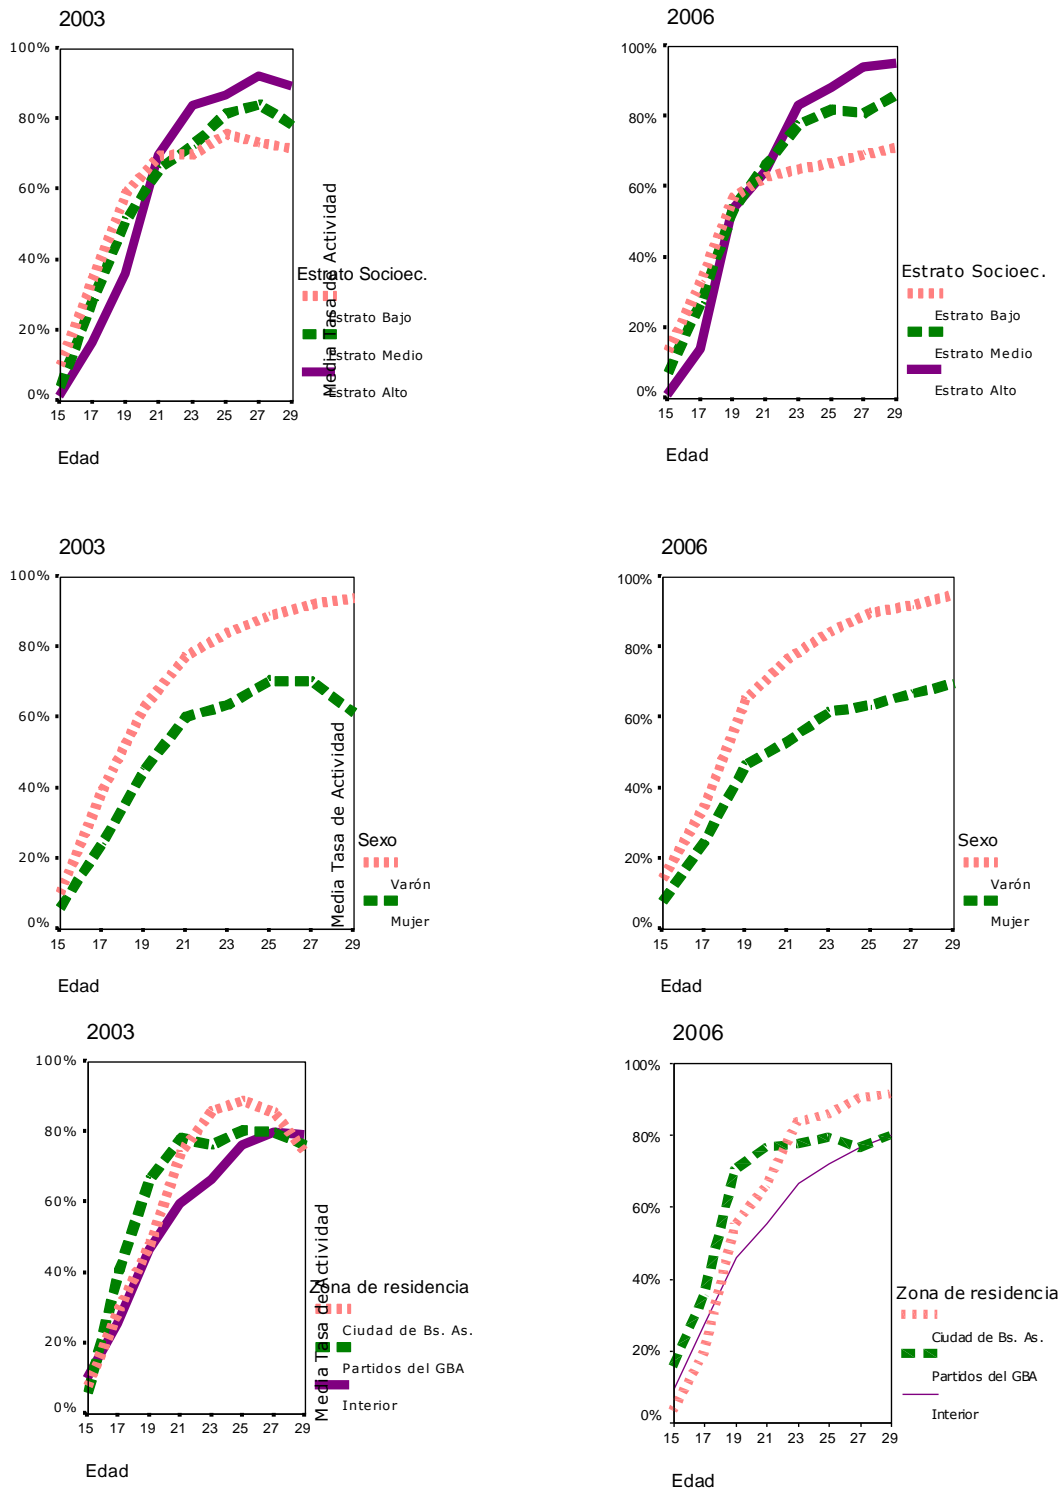 2003
100%
80%
60%
40%
20%
0%
15 17 19 21 23 25 27 29
Edad
Media Tasa de Actividad
Estrato Socioec.
Estrato Bajo
Estrato Medio
Estrato Alto
2006
100%
80%
60%
40%
20%
0%
15 17 19 21 23 25 27 29
Edad
Estrato Socioec.
Estrato Bajo
Estrato Medio
Estrato Alto
2003
100%
80%
60%
40%
20%
0%
15 17 19 21 23 25 27 29
Edad
Media Tasa de Actividad
Sexo
Varón
Mujer
2006
100%
80%
60%
40%
20%
0%
15 17 19 21 23 25 27 29
Edad
Sexo
Varón
Mujer
2003
100%
80%
60%
40%
20%
0%
15 17 19 21 23 25 27 29
Edad
Media Tasa de Actividad
Zona de residencia
Ciudad de Bs. As.
Partidos del GBA
Interior
2006
100%
80%
60%
40%
20%
0%
15 17 19 21 23 25 27 29
Edad
Zona de residencia
Ciudad de Bs. As.
Partidos del GBA
Interior